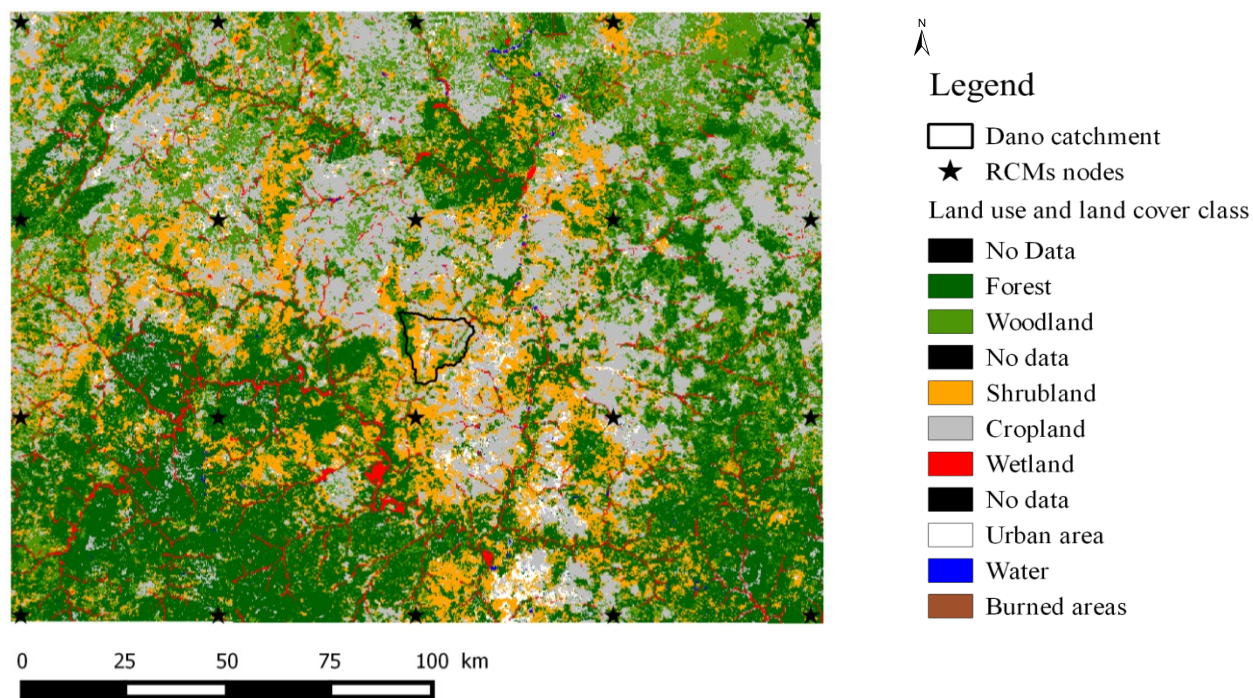 N
Legend
Dano catchment
RCMs nodes
Land use and land cover class
No Data
Forest
Woodland
No data
Shrubland
Cropland
Wetland
No data
Urban area
Water
Burned areas
0 25 50 75 100 km